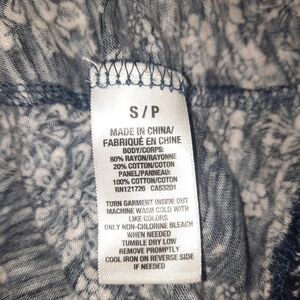 S / P
MADE IN CHINA/
FABRIQUÉ EN CHINE
BODY/CORPS:
80% RAYON/RAYONNE
20% COTTON/COTON
PANEL/PANNEAU:
100% COTTON/COTON
RN121726 CA53201
TURN GARMENT INSIDE OUT
MACHINE WASH COLD WITH
LIKE COLORS
ONLY NON-CHLORINE BLEACH
WHEN NEEDED
TUMBLE DRY LOW
REMOVE PROMPTLY
COOL IRON ON REVERSE SIDE
IF NEEDED